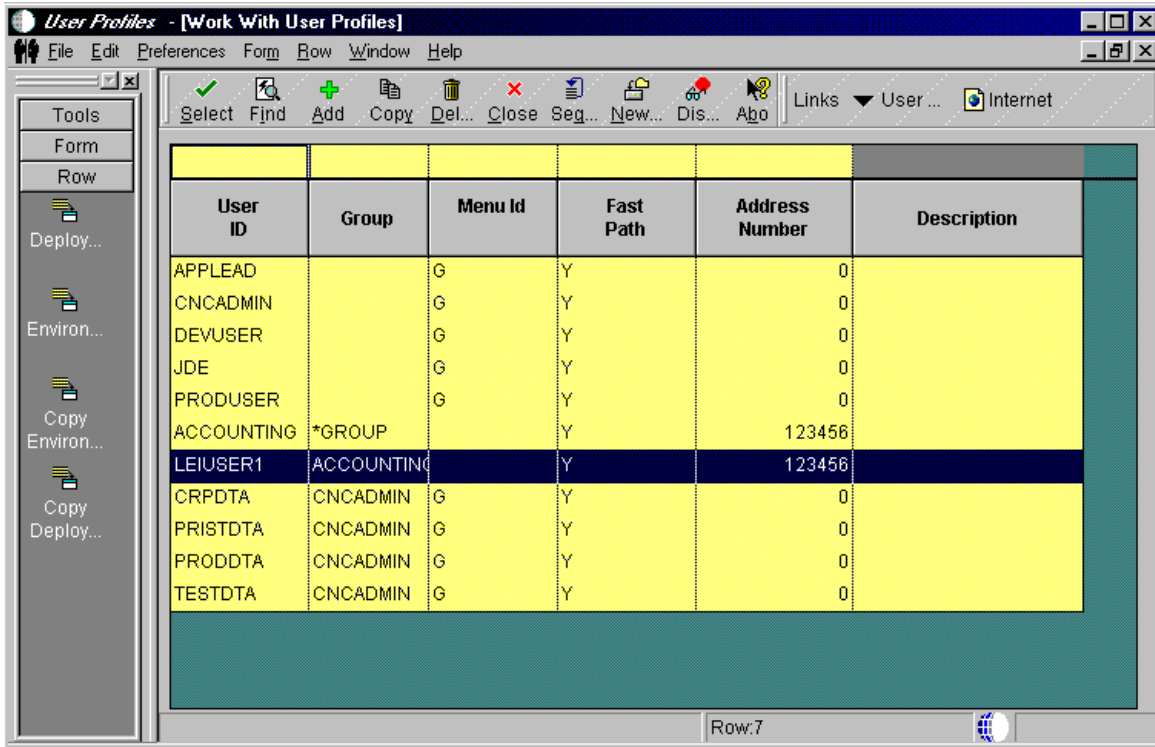 User Profiles - [Work With User Profiles]
File Edit Preferences Form Row Window Help
Select Find Add Copy Del... Close Seq... New... Dis... Abo Links User ... Internet
Tools
Form
Row
Deploy...
Environ...
Copy
Environ...
Copy
Deploy...
User ID Group Menu Id Fast Path Address Number Description
APPLEAD G Y 0
CNCADMIN G Y 0
DEVUSER G Y 0
JDE G Y 0
PRODUSER G Y 0
ACCOUNTING *GROUP Y 123456
LEIUSER1 ACCOUNTING Y 123456
CRPDTA CNCADMIN G Y 0
PRISTDTA CNCADMIN G Y 0
PRODDTA CNCADMIN G Y 0
TESTDTA CNCADMIN G Y 0
Row:7